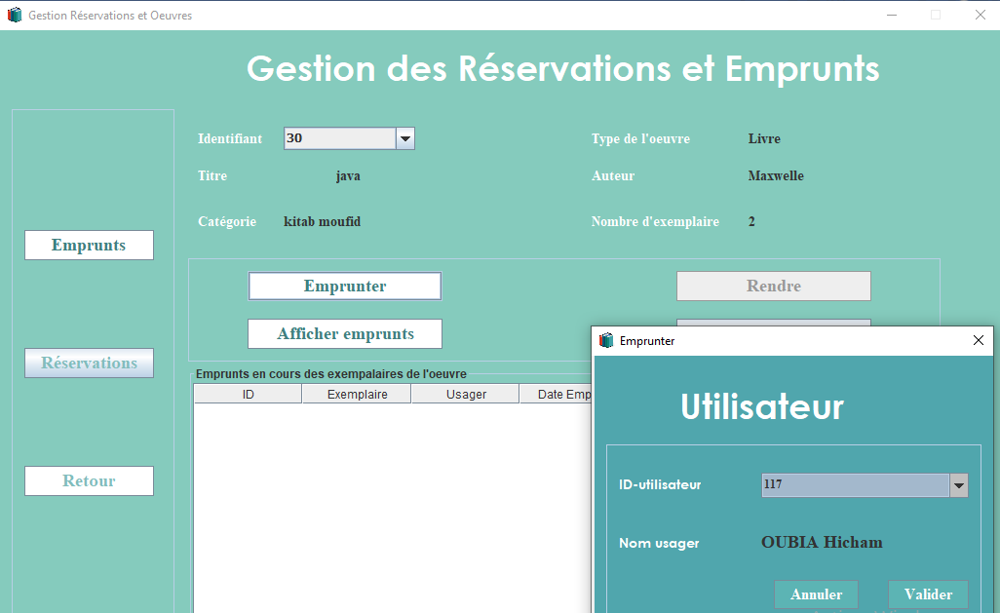 Gestion Réservations et Oeuvres
Gestion des Réservations et Emprunts
Identifiant 30 Type de l'oeuvre Livre
Titre java Auteur Maxwelle
Catégorie kitab moufid Nombre d'exemplaire 2
Emprunts
Réservations
Retour
Emprunter Rendre
Afficher emprunts
Emprunts en cours des exempalaires de l'oeuvre
ID Exemplaire Usager Date Emp
Emprunter
Utilisateur
ID-utilisateur 117
Nom usager OUBIA Hicham
Annuler Valider